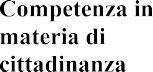 Competenza in
materia di
cittadinanza